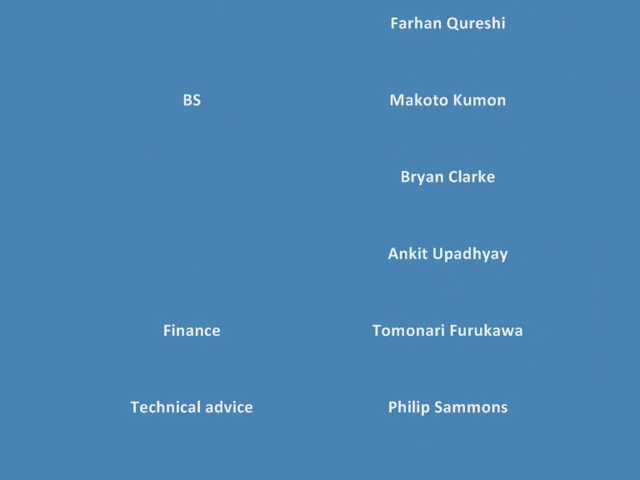 Farhan Qureshi
BS Makoto Kumon
Bryan Clarke
Ankit Upadhyay
Finance Tomonari Furukawa
Technical advice Philip Sammons